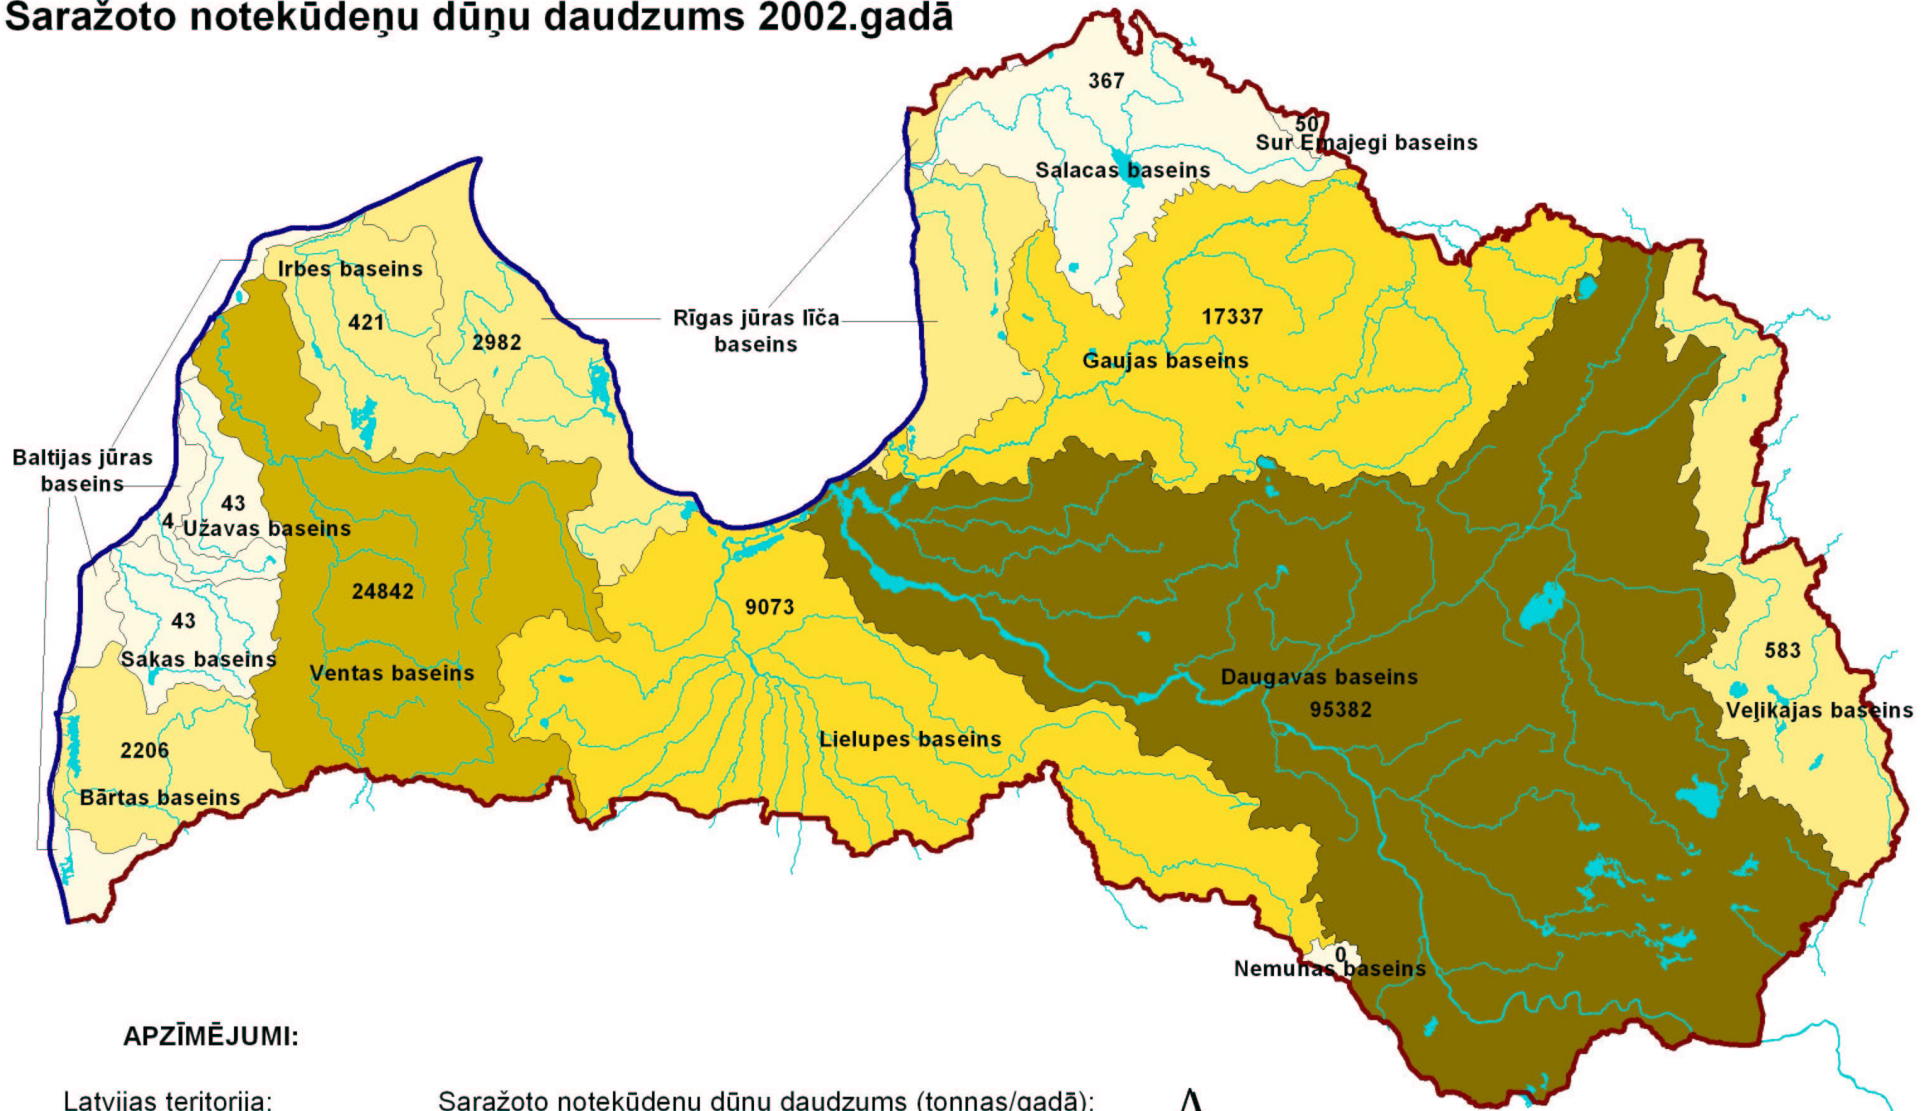 Saražoto notekūdeņu dūņu daudzums 2002.gadā
367
50
Sur Emajegi baseins
Salacas baseins
Irbes baseins
421
2982
Rīgas jūras līča
baseins
17337
Gaujas baseins
Baltijas jūras
baseins
43
4
Užavas baseins
24842
9073
43
Sakas baseins
Ventas baseins
583
Daugavas baseins
95382
Veļikajas baseins
Lielupes baseins
2206
Bārtas baseins
0
Nemunas baseins
APZĪMĒJUMI:
Latvijas teritorija:
Saražoto notekūdeņu dūņu daudzums (tonnas/gadā):